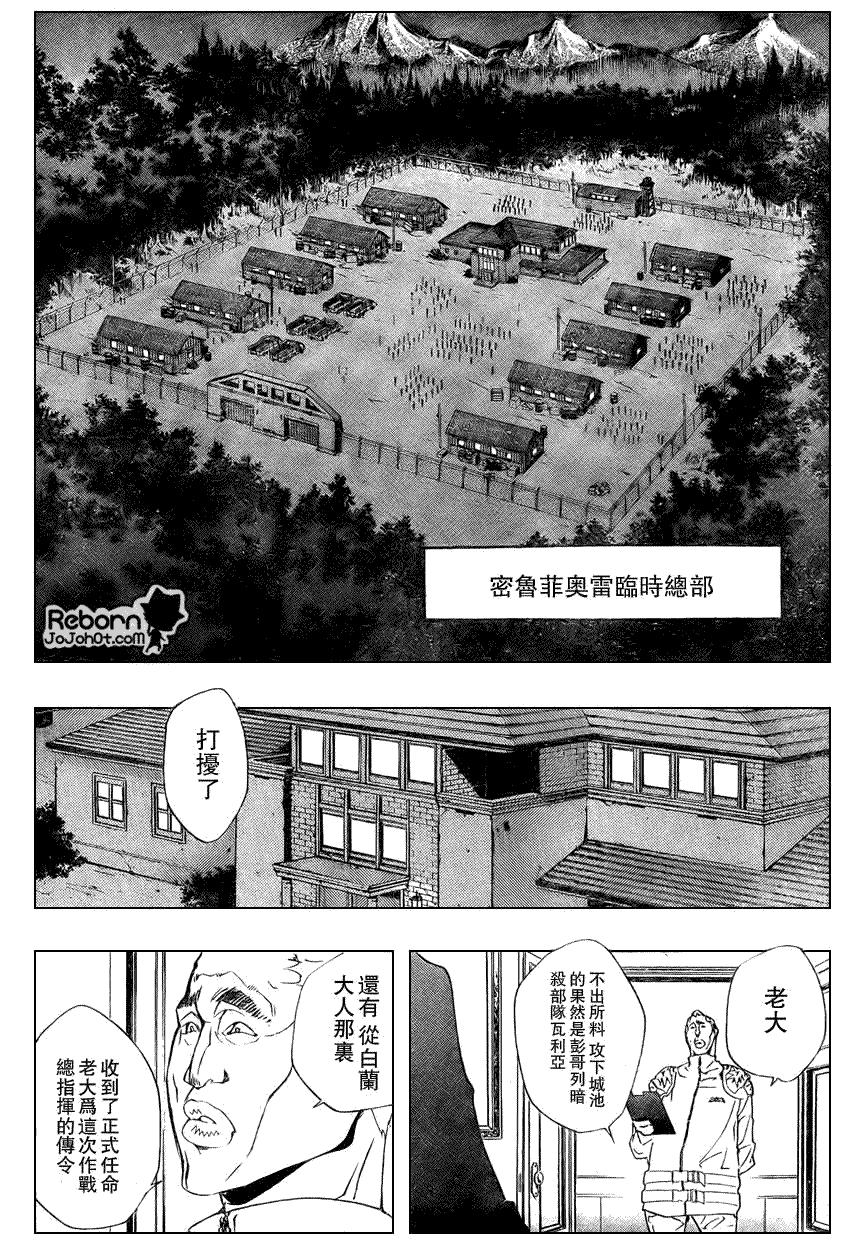 密魯菲奧雷臨時總部
Reborn
JoJoHot.com
打擾了
老大
不出所料 攻下城池
的果然是彭哥列暗
殺部隊瓦利亞
還有 從白蘭
大人那裏
收到了正式任命
老大爲這次作戰
總指揮的傳令